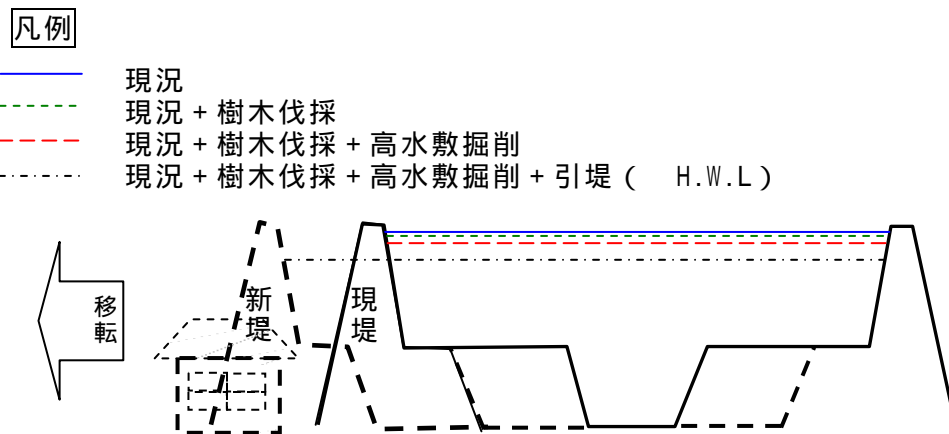 凡例
現況
現況 + 樹木伐採
現況 + 樹木伐採 + 高水敷掘削
現況 + 樹木伐採 + 高水敷掘削 + 引堤 (　H.W.L )
移転
新堤
現堤